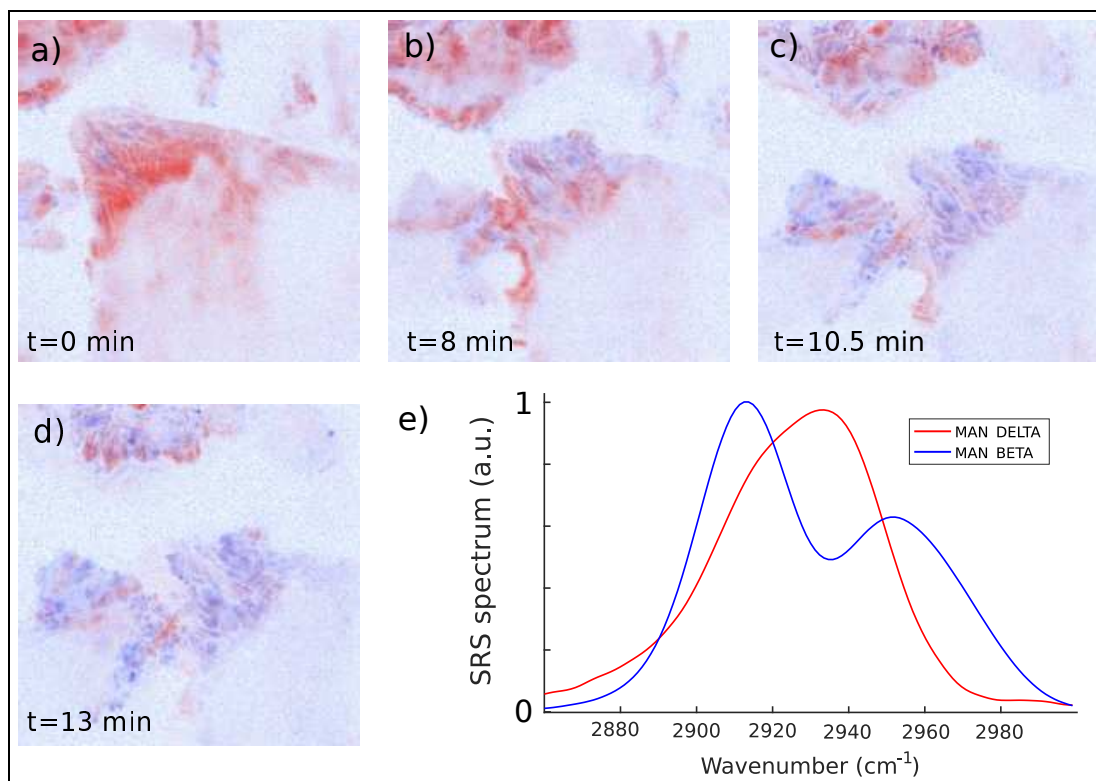 a)
t=0 min
b)
t=8 min
c)
t=10.5 min
d)
t=13 min
e)
SRS spectrum (a.u.)
1
0
MAN DELTA
MAN BETA
2880 2900 2920 2940 2960 2980
Wavenumber (cm⁻¹)